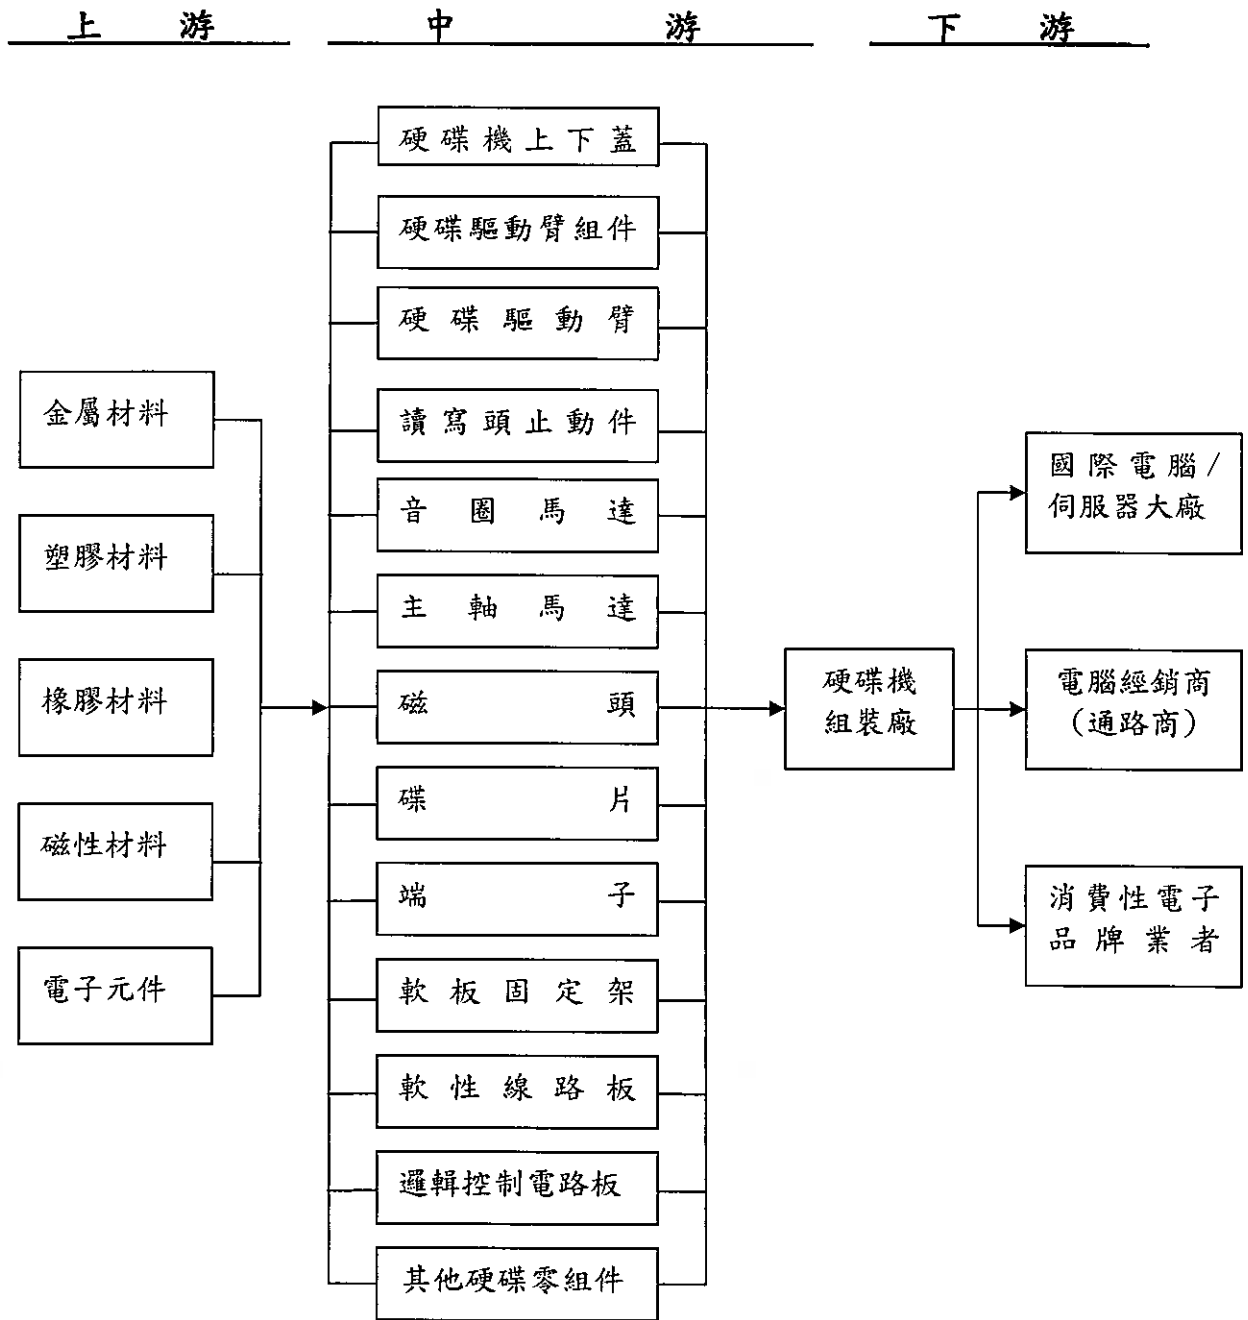 上游
中游
下游
金屬材料
塑膠材料
橡膠材料
磁性材料
電子元件
硬碟機上下蓋
硬碟驅動臂組件
硬碟驅動臂
讀寫頭止動件
音圈馬達
主軸馬達
磁頭
碟片
端子
軟板固定架
軟性線路板
邏輯控制電路板
其他硬碟零組件
硬碟機
組裝廠
國際電腦/
伺服器大廠
電腦經銷商
(通路商)
消費性電子
品牌業者